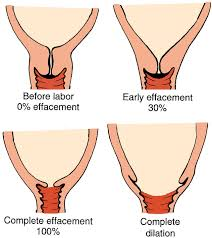 Before labor
0% effacement
Early effacement
30%
Complete effacement
100%
Complete
dilation